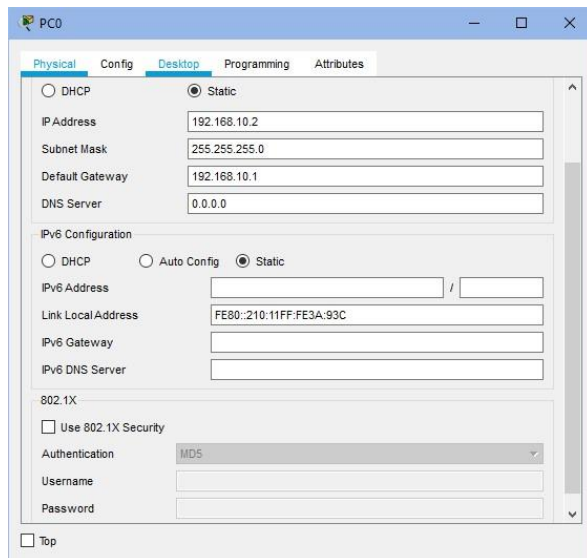 PC0
Physical Config Desktop Programming Attributes
DHCP Static
IP Address 192.168.10.2
Subnet Mask 255.255.255.0
Default Gateway 192.168.10.1
DNS Server 0.0.0.0
IPv6 Configuration
DHCP Auto Config Static
IPv6 Address /
Link Local Address FE80::210:11FF:FE3A:93C
IPv6 Gateway
IPv6 DNS Server
802.1X
Use 802.1X Security
Authentication MD5
Username
Password
Top